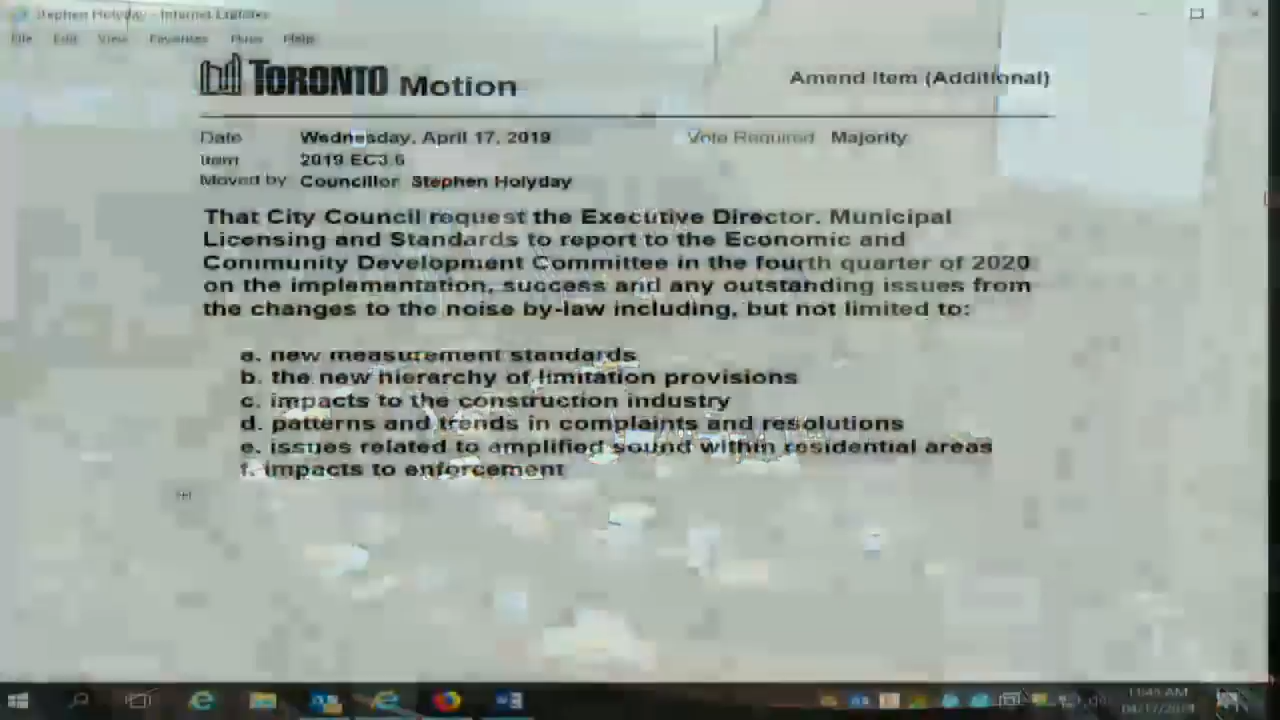 Stephen Holyday - Internet Explorer
File Edit View Favorites Tools Help
TORONTO Motion
Amend Item (Additional)
Date Wednesday, April 17, 2019
Vote Required Majority
Item 2019 EC3.6
Moved by Councillor Stephen Holyday
That City Council request the Executive Director, Municipal
Licensing and Standards to report to the Economic and
Community Development Committee in the fourth quarter of 2020
on the implementation, success and any outstanding issues from
the changes to the noise by-law including, but not limited to:
a. new measurement standards
b. the new hierarchy of limitation provisions
c. impacts to the construction industry
d. patterns and trends in complaints and resolutions
e. issues related to amplified sound within residential areas
f. impacts to enforcement
AM
04/17/2019